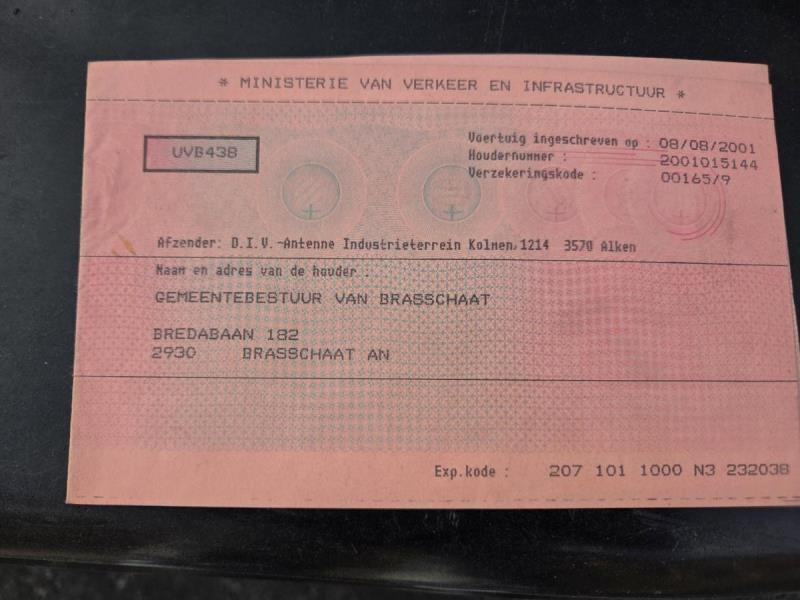 * MINISTERIE VAN VERKEER EN INFRASTRUCTUUR *
UVB438
Voertuig ingeschreven op : 08/08/2001
Houdernummer : 2001015144
Verzekeringskode : 00165/9
Afzender: D.I.V.-Antenne Industrieterrein Kolmen,1214 3570 Alken
Naam en adres van de houder :
GEMEENTEBESTUUR VAN BRASSCHAAT
BREDABAAN 182
2930 BRASSCHAAT AN
Exp.kode : 207 101 1000 N3 232038